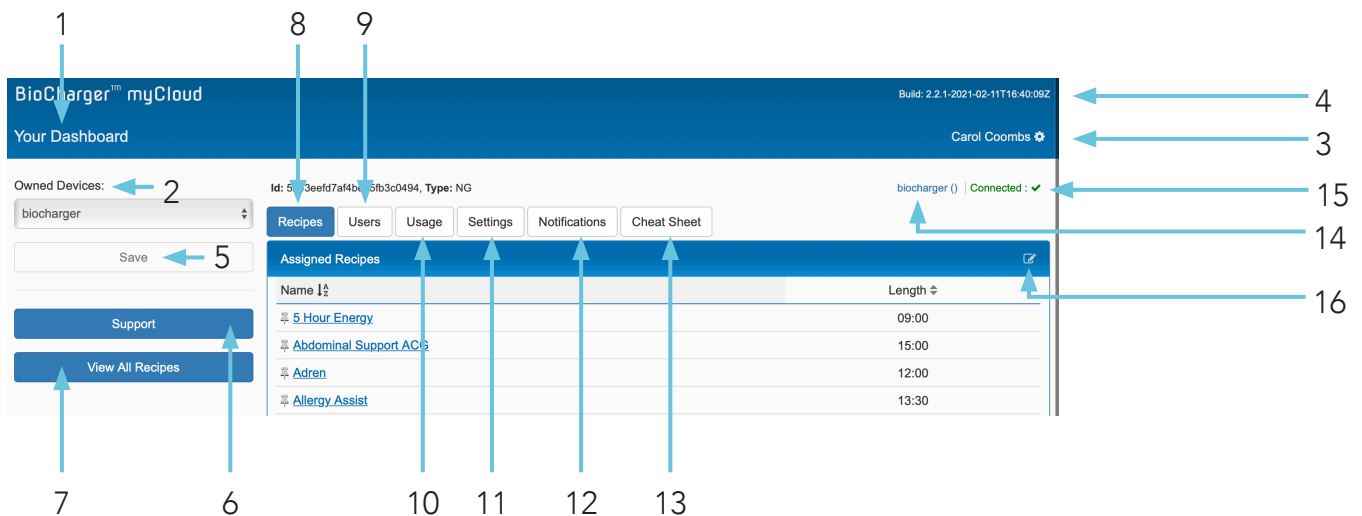 1 8 9
BioCharger™ myCloud
Build: 2.2.1-2021-02-11T16:40:09Z
4
Your Dashboard
Carol Coombs
3
Owned Devices:
2
Type: NG
biocharger () | Connected :
15
biocharger
Recipes Users Usage Settings Notifications Cheat Sheet
14
Save
5
Assigned Recipes
16
Name Length
5 Hour Energy 09:00
Support
Abdominal Support ACG 15:00
View All Recipes
Adren 12:00
Allergy Assist 13:30
7 6 10 11 12 13